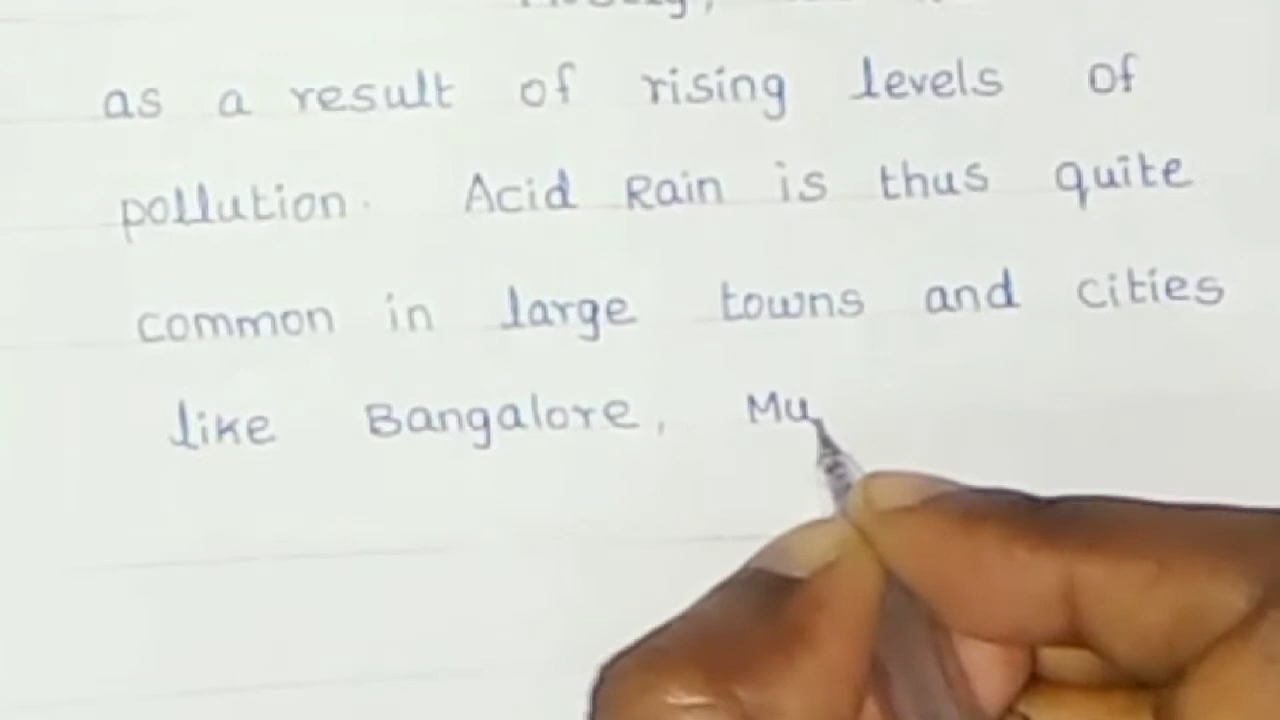 as a result of rising levels of
pollution. Acid Rain is thus quite
common in large towns and cities
like Bangalore, Mu